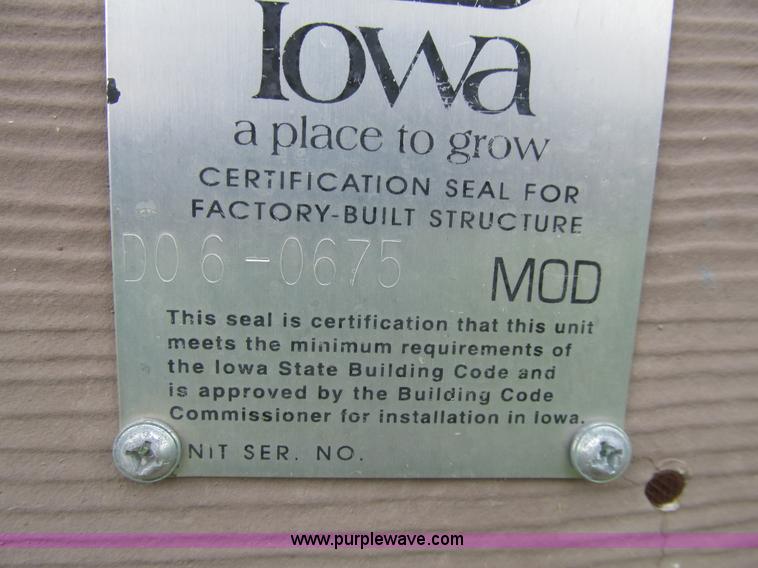 Iowa
a place to grow
CERTIFICATION SEAL FOR
FACTORY-BUILT STRUCTURE
D06-0675 MOD
This seal is certification that this unit
meets the minimum requirements of
the Iowa State Building Code and
is approved by the Building Code
Commissioner for installation in Iowa.
NIT SER. NO.
www.purplewave.com